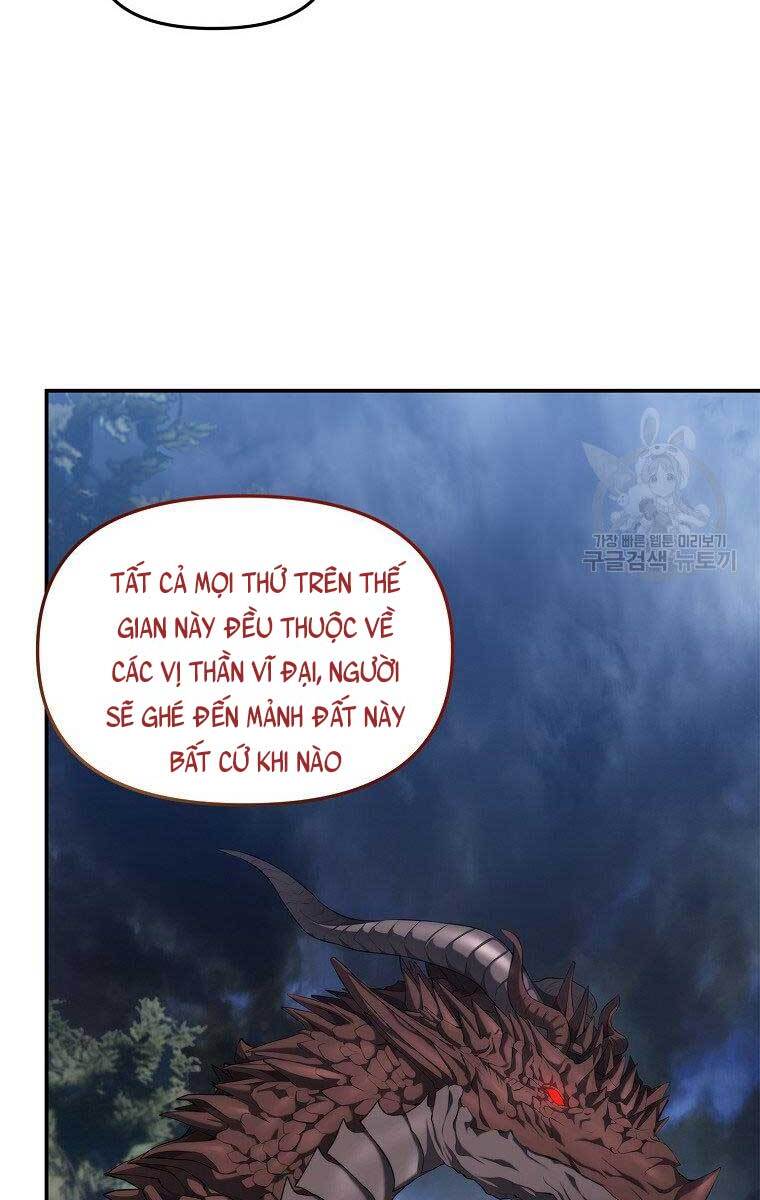 가장 빠른 웹툰 미리보기
구글검색 뉴토끼
TẤT CẢ MỌI THỨ TRÊN THẾ
GIAN NÀY ĐỀU THUỘC VỀ
CÁC VỊ THẦN VĨ ĐẠI, NGƯỜI
SẼ GHÉ ĐẾN MẢNH ĐẤT NÀY
BẤT CỨ KHI NÀO